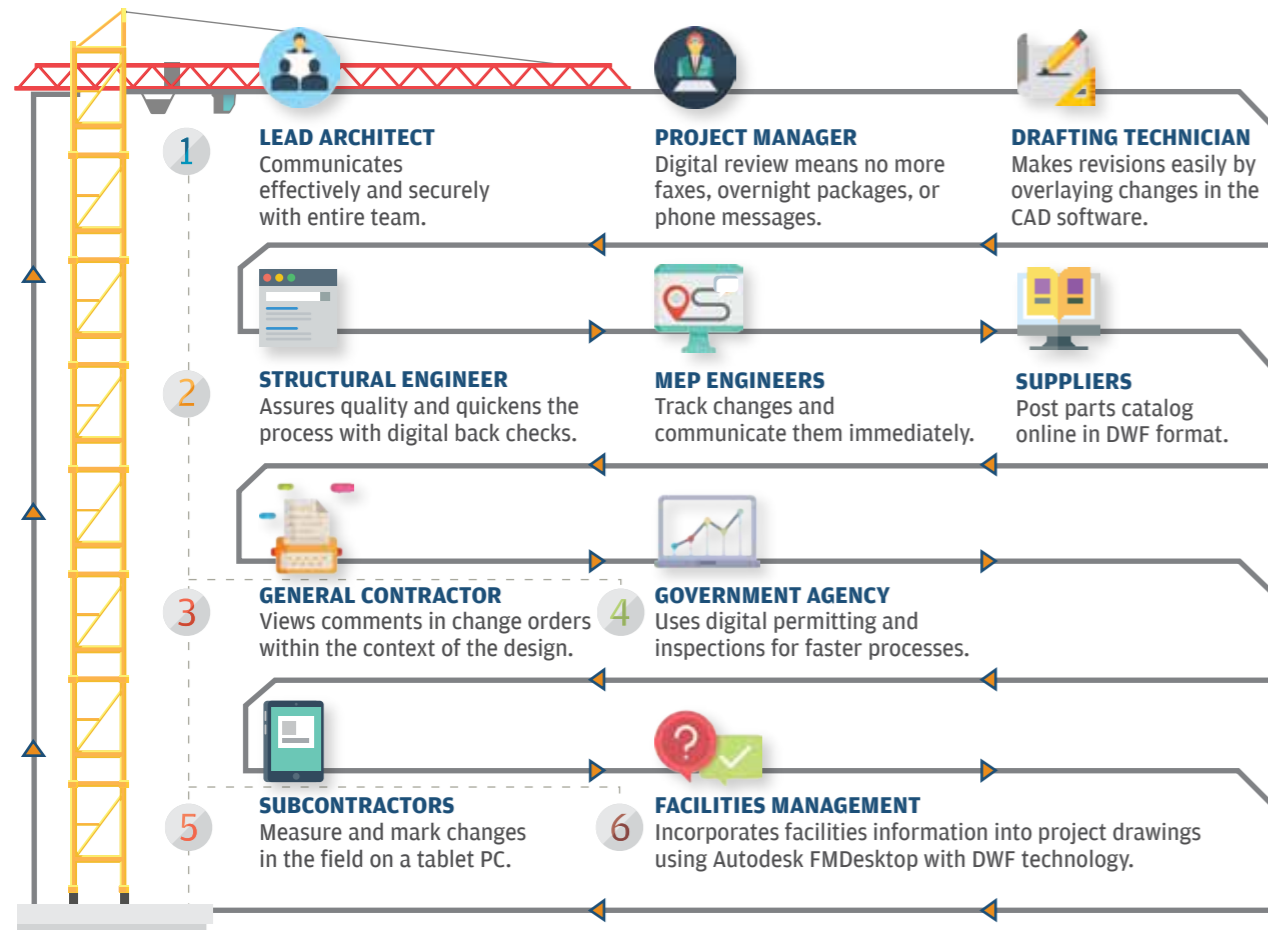 1
LEAD ARCHITECT
Communicates
effectively and securely
with entire team.
PROJECT MANAGER
Digital review means no more
faxes, overnight packages, or
phone messages.
DRAFTING TECHNICIAN
Makes revisions easily by
overlaying changes in the
CAD software.
2
STRUCTURAL ENGINEER
Assures quality and quickens the
process with digital back checks.
MEP ENGINEERS
Track changes and
communicate them immediately.
SUPPLIERS
Post parts catalog
online in DWF format.
3
GENERAL CONTRACTOR
Views comments in change orders
within the context of the design.
4
GOVERNMENT AGENCY
Uses digital permitting and
inspections for faster processes.
5
SUBCONTRACTORS
Measure and mark changes
in the field on a tablet PC.
?
6
FACILITIES MANAGEMENT
Incorporates facilities information into project drawings
using Autodesk FMDesktop with DWF technology.